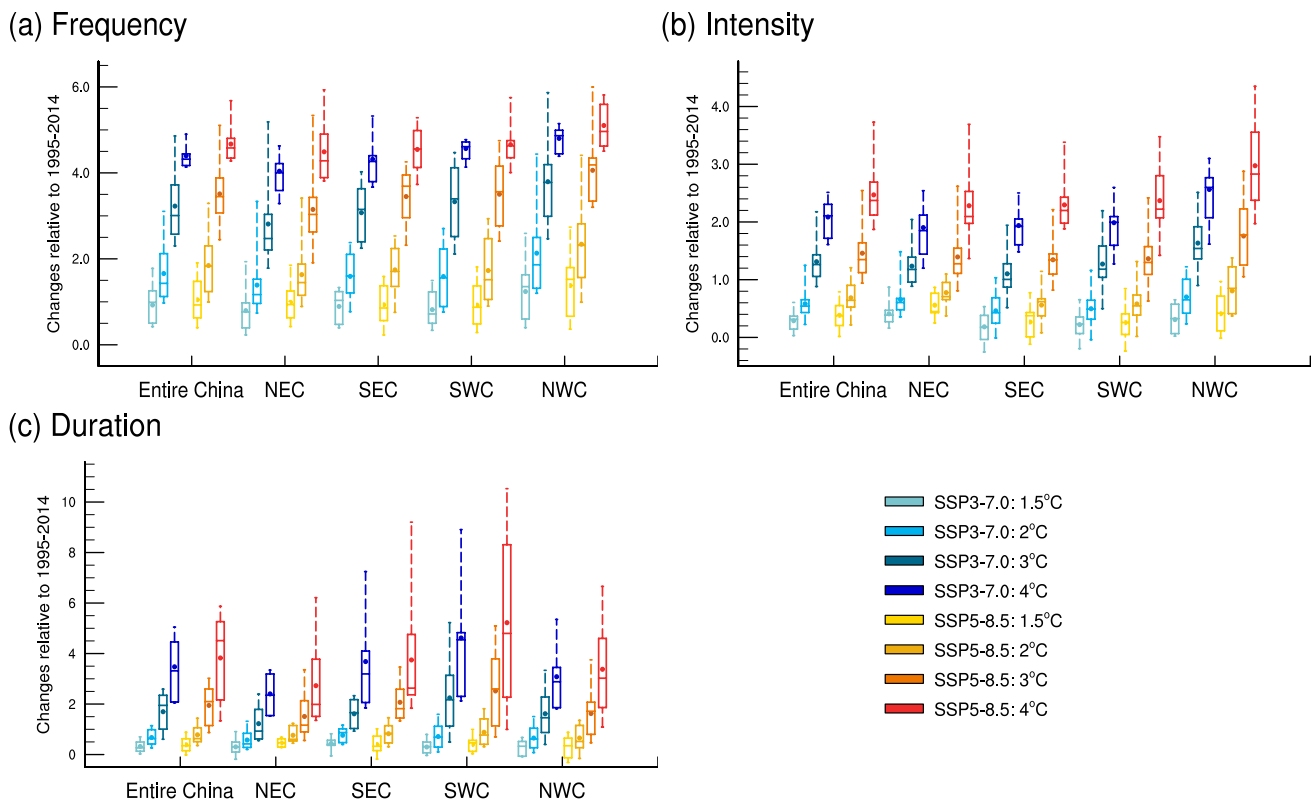 (a) Frequency
Changes relative to 1995-2014
6.0
4.0
2.0
0.0
Entire China NEC SEC SWC NWC
(b) Intensity
Changes relative to 1995-2014
4.0
3.0
2.0
1.0
0.0
Entire China NEC SEC SWC NWC
(c) Duration
Changes relative to 1995-2014
10
8
6
4
2
0
Entire China NEC SEC SWC NWC
SSP3-7.0: 1.5°C
SSP3-7.0: 2°C
SSP3-7.0: 3°C
SSP3-7.0: 4°C
SSP5-8.5: 1.5°C
SSP5-8.5: 2°C
SSP5-8.5: 3°C
SSP5-8.5: 4°C